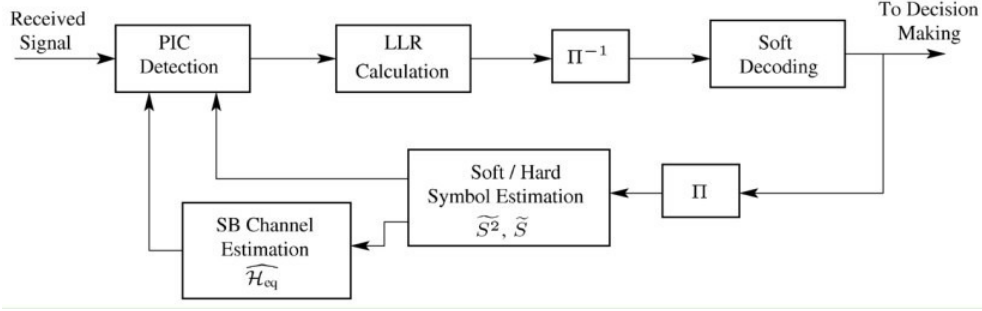 Received
Signal
PIC
Detection
LLR
Calculation
Π⁻¹
Soft
Decoding
To Decision
Making
Soft / Hard
Symbol Estimation
S̃², S̃
Π
SB Channel
Estimation
Ĥ_eq